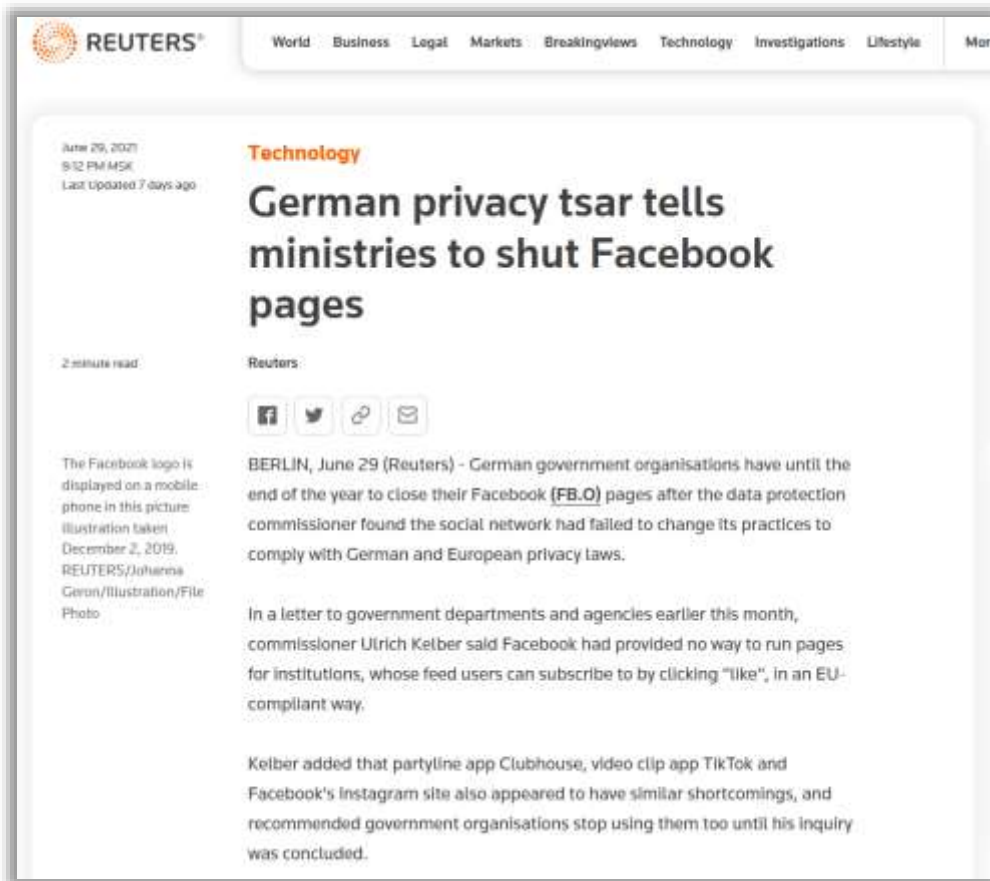 REUTERS®
World Business Legal Markets Breakingviews Technology Investigations Lifestyle Mor
June 29, 2021
9:12 PM MSK
Last Updated 7 days ago
Technology
German privacy tsar tells
ministries to shut Facebook
pages
2 minute read
Reuters
The Facebook logo is
displayed on a mobile
phone in this picture
illustration taken
December 2, 2019.
REUTERS/Johanna
Geron/Illustration/File
Photo
BERLIN, June 29 (Reuters) - German government organisations have until the
end of the year to close their Facebook (FB.O) pages after the data protection
commissioner found the social network had failed to change its practices to
comply with German and European privacy laws.
In a letter to government departments and agencies earlier this month,
commissioner Ulrich Kelber said Facebook had provided no way to run pages
for institutions, whose feed users can subscribe to by clicking "like", in an EU-
compliant way.
Kelber added that partyline app Clubhouse, video clip app TikTok and
Facebook's Instagram site also appeared to have similar shortcomings, and
recommended government organisations stop using them too until his inquiry
was concluded.